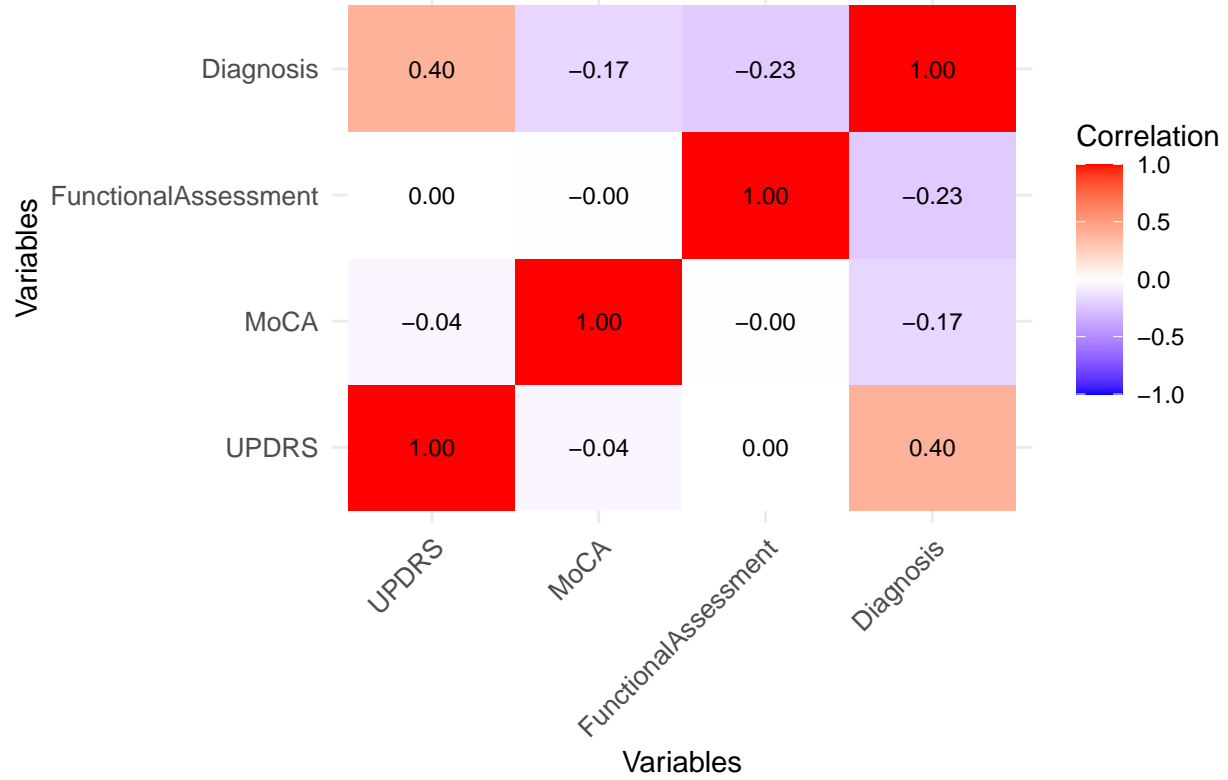 Diagnosis 0.40 −0.17 −0.23 1.00
FunctionalAssessment 0.00 −0.00 1.00 −0.23
MoCA −0.04 1.00 −0.00 −0.17
UPDRS 1.00 −0.04 0.00 0.40
Variables
UPDRS
MoCA
FunctionalAssessment
Diagnosis
Variables
Correlation
1.0
0.5
0.0
−0.5
−1.0